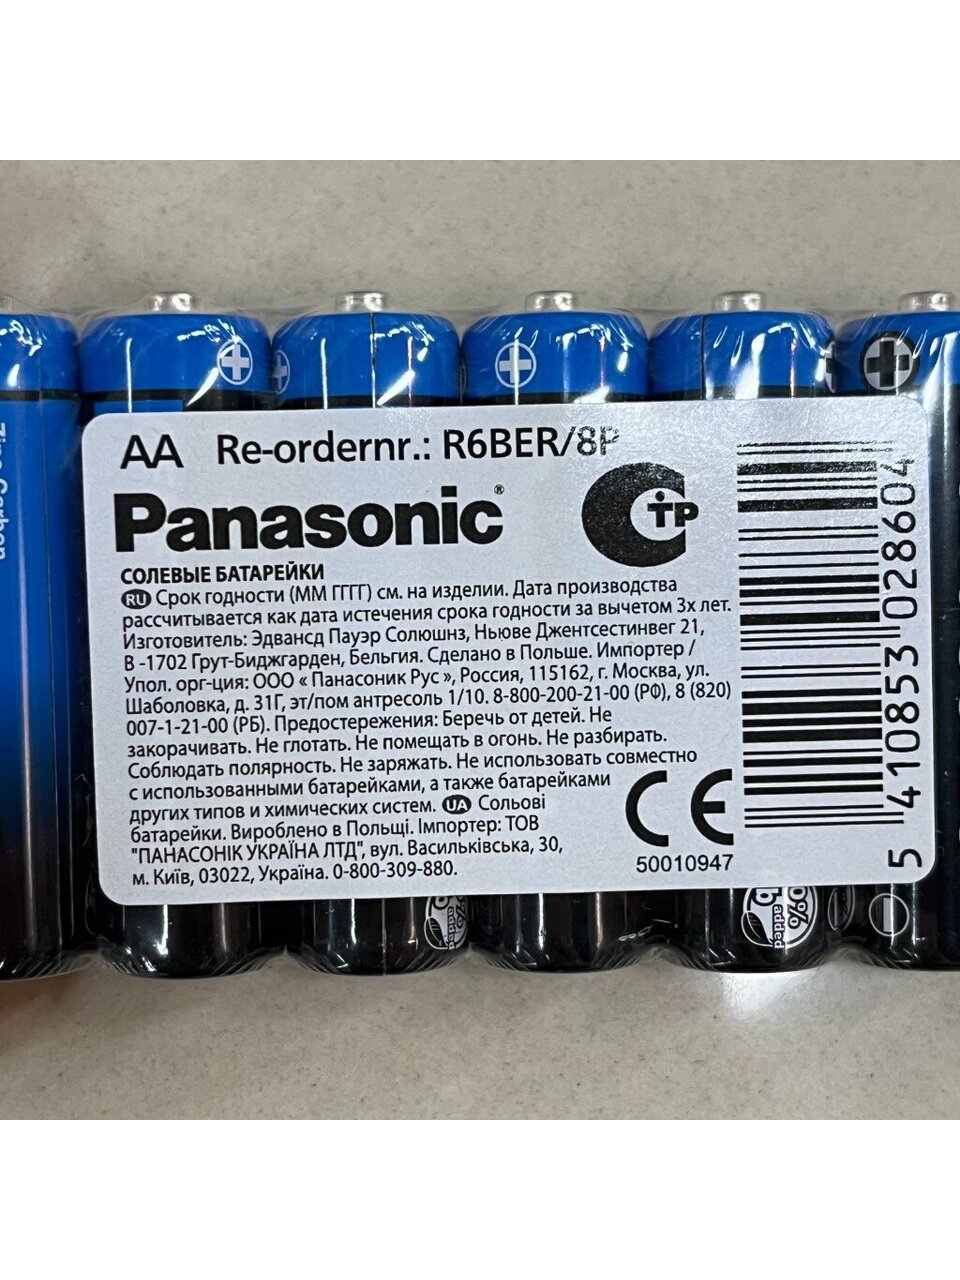 AA Re-ordernr.: R6BER/8P
Panasonic®
СОЛЕВЫЕ БАТАРЕЙКИ
RU Срок годности (ММ ГГГГ) см. на изделии. Дата производства
рассчитывается как дата истечения срока годности за вычетом 3х лет.
Изготовитель: Эдвансд Пауэр Солюшнз, Ньюве Джентсестинвег 21,
В -1702 Грут-Биджгарден, Бельгия. Сделано в Польше. Импортер /
Упол. орг-ция: ООО « Панасоник Рус », Россия, 115162, г. Москва, ул.
Шаболовка, д. 31Г, эт/пом антресоль 1/10. 8-800-200-21-00 (РФ), 8 (820)
007-1-21-00 (РБ). Предостережения: Беречь от детей. Не
закорачивать. Не глотать. Не помещать в огонь. Не разбирать.
Соблюдать полярность. Не заряжать. Не использовать совместно
с использованными батарейками, а также батарейками
других типов и химических систем. UA Сольові
батарейки. Вироблено в Польщі. Імпортер: ТОВ
"ПАНАСОНІК УКРАЇНА ЛТД", вул. Васильківська, 30,
м. Київ, 03022, Україна. 0-800-309-880.
СТР
CE
50010947
5 410853 028604
Zinc Carbon
added
0%
added